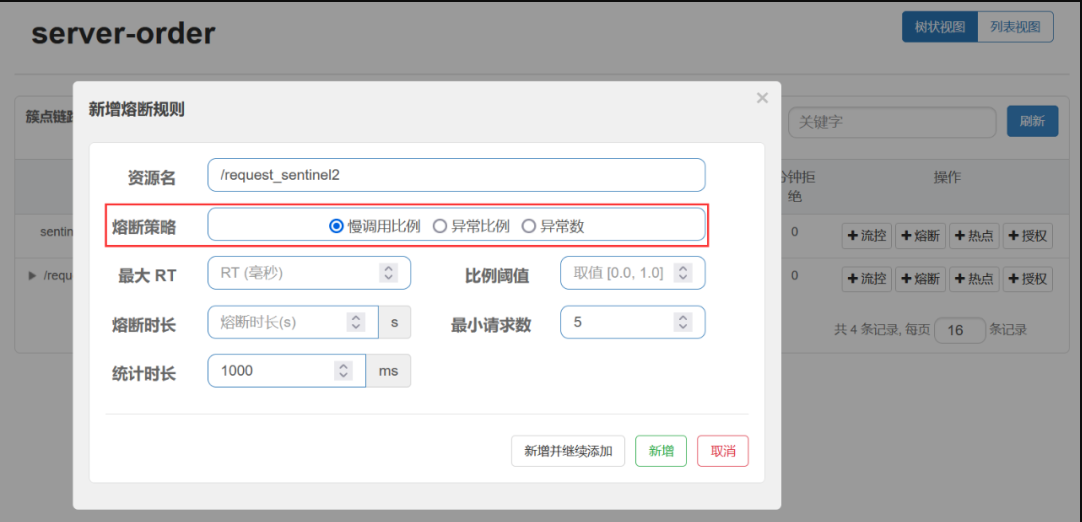 server-order
树状视图 列表视图
簇点链路
关键字 刷新
分钟拒绝 操作
sentin
0 流控 熔断 热点 授权
/requ
0 流控 熔断 热点 授权
共 4 条记录, 每页 16 条记录
新增熔断规则 ×
资源名 /request_sentinel2
熔断策略 慢调用比例 异常比例 异常数
最大 RT RT (毫秒) 比例阈值 取值 [0.0, 1.0]
熔断时长 熔断时长(s) s 最小请求数 5
统计时长 1000 ms
新增并继续添加 新增 取消